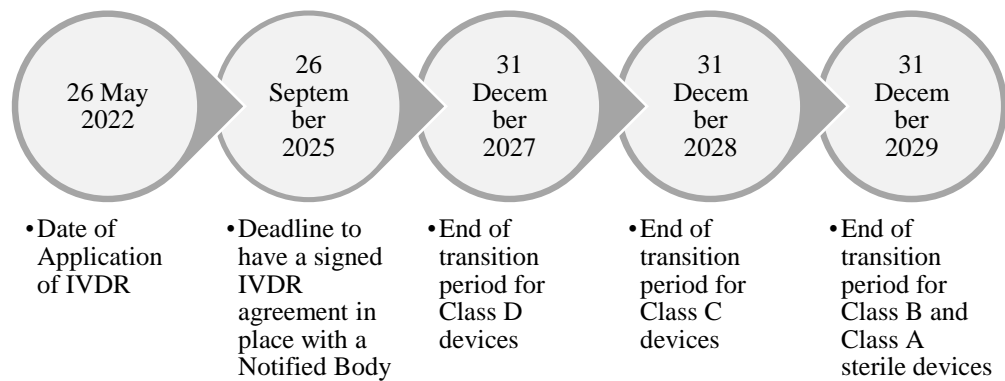 26 May
2022
26
Septem
ber
2025
31
Decem
ber
2027
31
Decem
ber
2028
31
Decem
ber
2029
•Date of
Application
of IVDR
•Deadline to
have a signed
IVDR
agreement in
place with a
Notified Body
•End of
transition
period for
Class D
devices
•End of
transition
period for
Class C
devices
•End of
transition
period for
Class B and
Class A
sterile devices